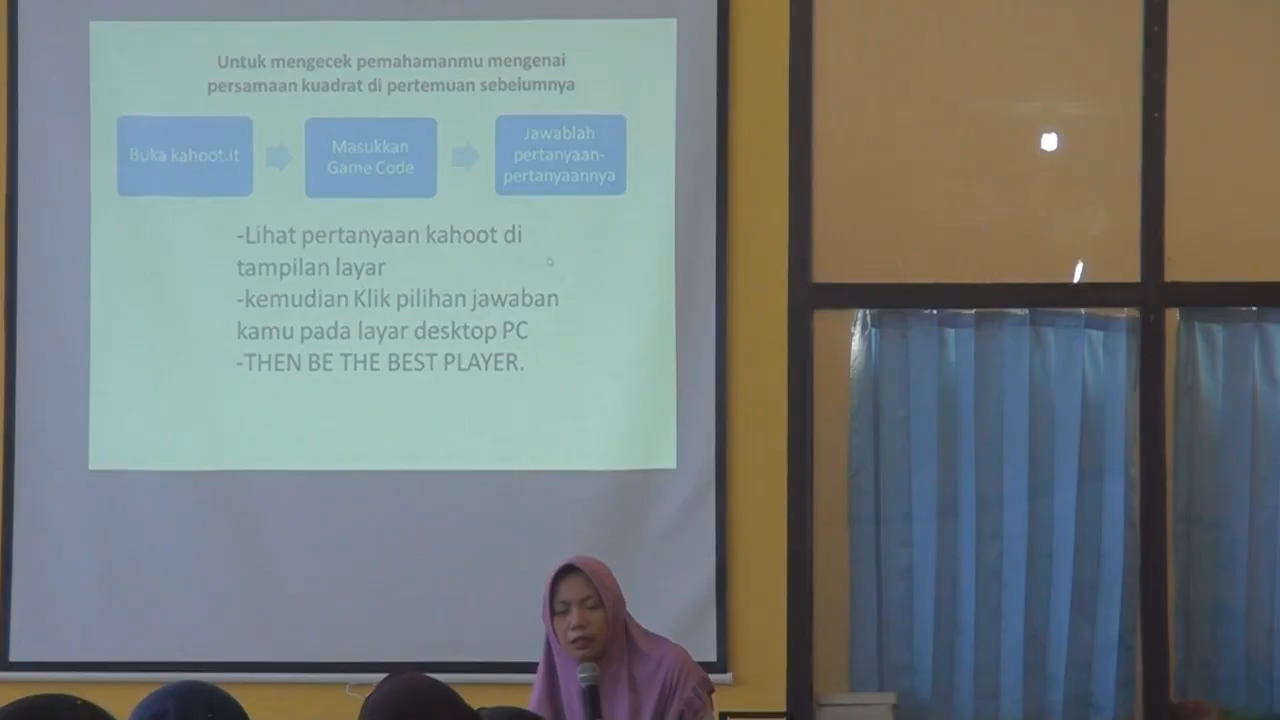 Untuk mengecek pemahamanmu mengenai
persamaan kuadrat di pertemuan sebelumnya
Buka kahoot.it
Masukkan
Game Code
Jawablah
pertanyaan-
pertanyaannya
-Lihat pertanyaan kahoot di
tampilan layar
-kemudian Klik pilihan jawaban
kamu pada layar desktop PC
-THEN BE THE BEST PLAYER.